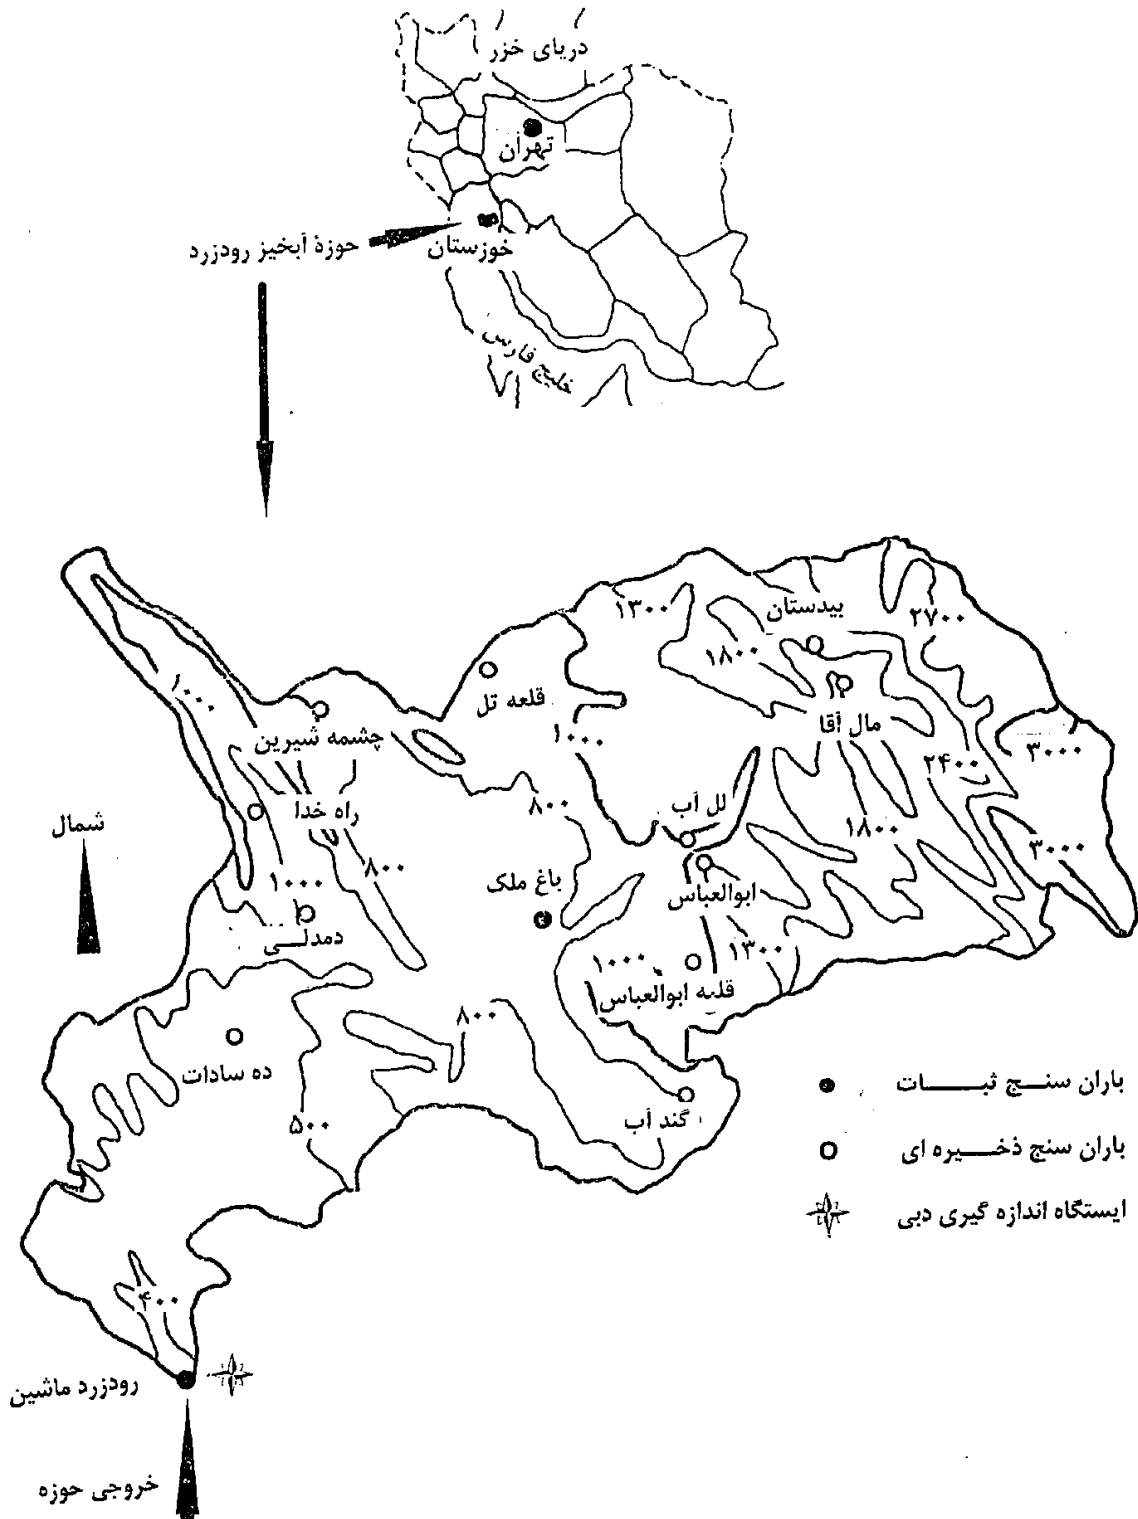 دریای خزر
تهران
حوزهٔ آبخیز رودزرد
خوزستان
خلیج فارس
۱۳۰۰
بیدستان
۲۷۰۰
۱۸۰۰
قلعه تل
۱۰۰۰
مال آقا
چشمه شیرین
۱۰۰۰
۳۰۰۰
۲۴۰۰
راه خدا
۸۰۰
لل آب
۱۸۰۰
شمال
۳۰۰۰
۸۰۰
۱۰۰۰
باغ ملک
ابوالعباس
دمدلی
۱۳۰۰
۱۰۰۰
قلعه ابوالعباس
۸۰۰
ده سادات
۵۰۰
گند آب
باران سنج ثبات
باران سنج ذخیره ای
ایستگاه اندازه گیری دبی
۴۰۰
رودزرد ماشین
خروجی حوزه